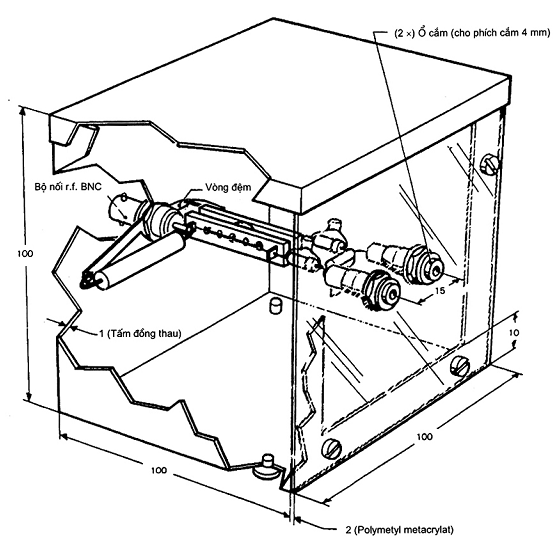 (2 ×) Ổ cắm (cho phích cắm 4 mm)
Bộ nối r.f. BNC
Vòng đệm
100
15
10
1 (Tấm đồng thau)
100
100
2 (Polymetyl metacrylat)